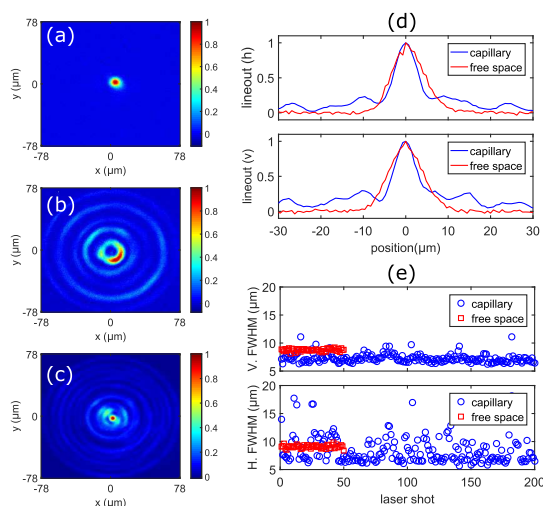 (a)
78
0
-78
y (µm)
-78
0
78
x (µm)
1
0.8
0.6
0.4
0.2
0
(b)
78
0
-78
y (µm)
-78
0
78
x (µm)
1
0.8
0.6
0.4
0.2
0
(c)
78
0
-78
y (µm)
-78
0
78
x (µm)
1
0.8
0.6
0.4
0.2
0
(d)
lineout (h)
1
0.5
0
capillary
free space
lineout (v)
1
0.5
0
capillary
free space
-30
-20
-10
0
10
20
30
position(µm)
(e)
V. FWHM (µm)
20
15
10
5
capillary
free space
0
50
100
150
200
H. FWHM (µm)
20
15
10
5
capillary
free space
0
50
100
150
200
laser shot